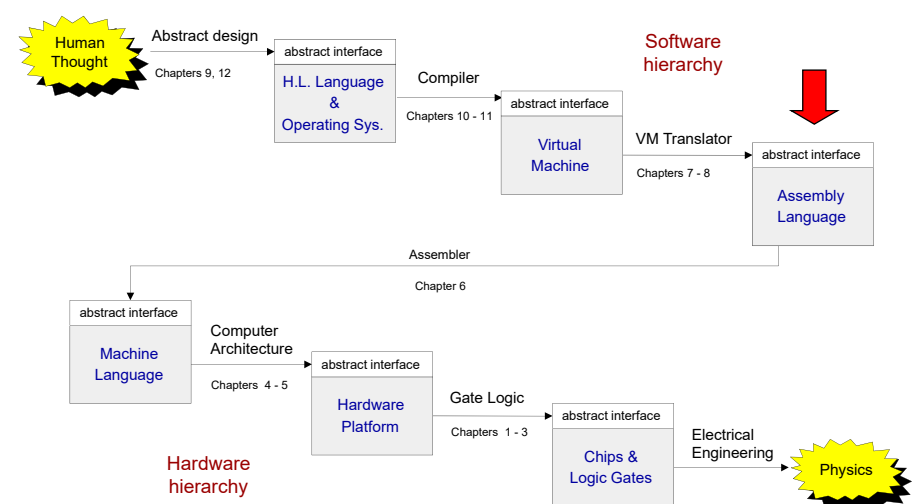 Human
Thought
Abstract design
Chapters 9, 12
abstract interface
H.L. Language
&
Operating Sys.
Compiler
Chapters 10 - 11
abstract interface
Virtual
Machine
Software
hierarchy
VM Translator
Chapters 7 - 8
abstract interface
Assembly
Language
Assembler
Chapter 6
abstract interface
Machine
Language
Computer
Architecture
Chapters 4 - 5
abstract interface
Hardware
Platform
Gate Logic
Chapters 1 - 3
abstract interface
Chips &
Logic Gates
Electrical
Engineering
Physics
Hardware
hierarchy